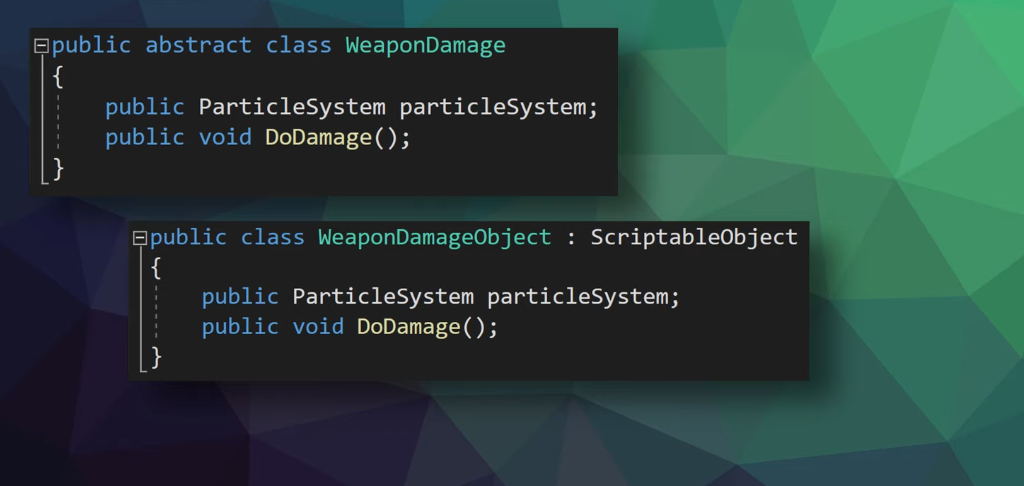 public abstract class WeaponDamage
{
public ParticleSystem particleSystem;
public void DoDamage();
}
public class WeaponDamageObject : ScriptableObject
{
public ParticleSystem particleSystem;
public void DoDamage();
}